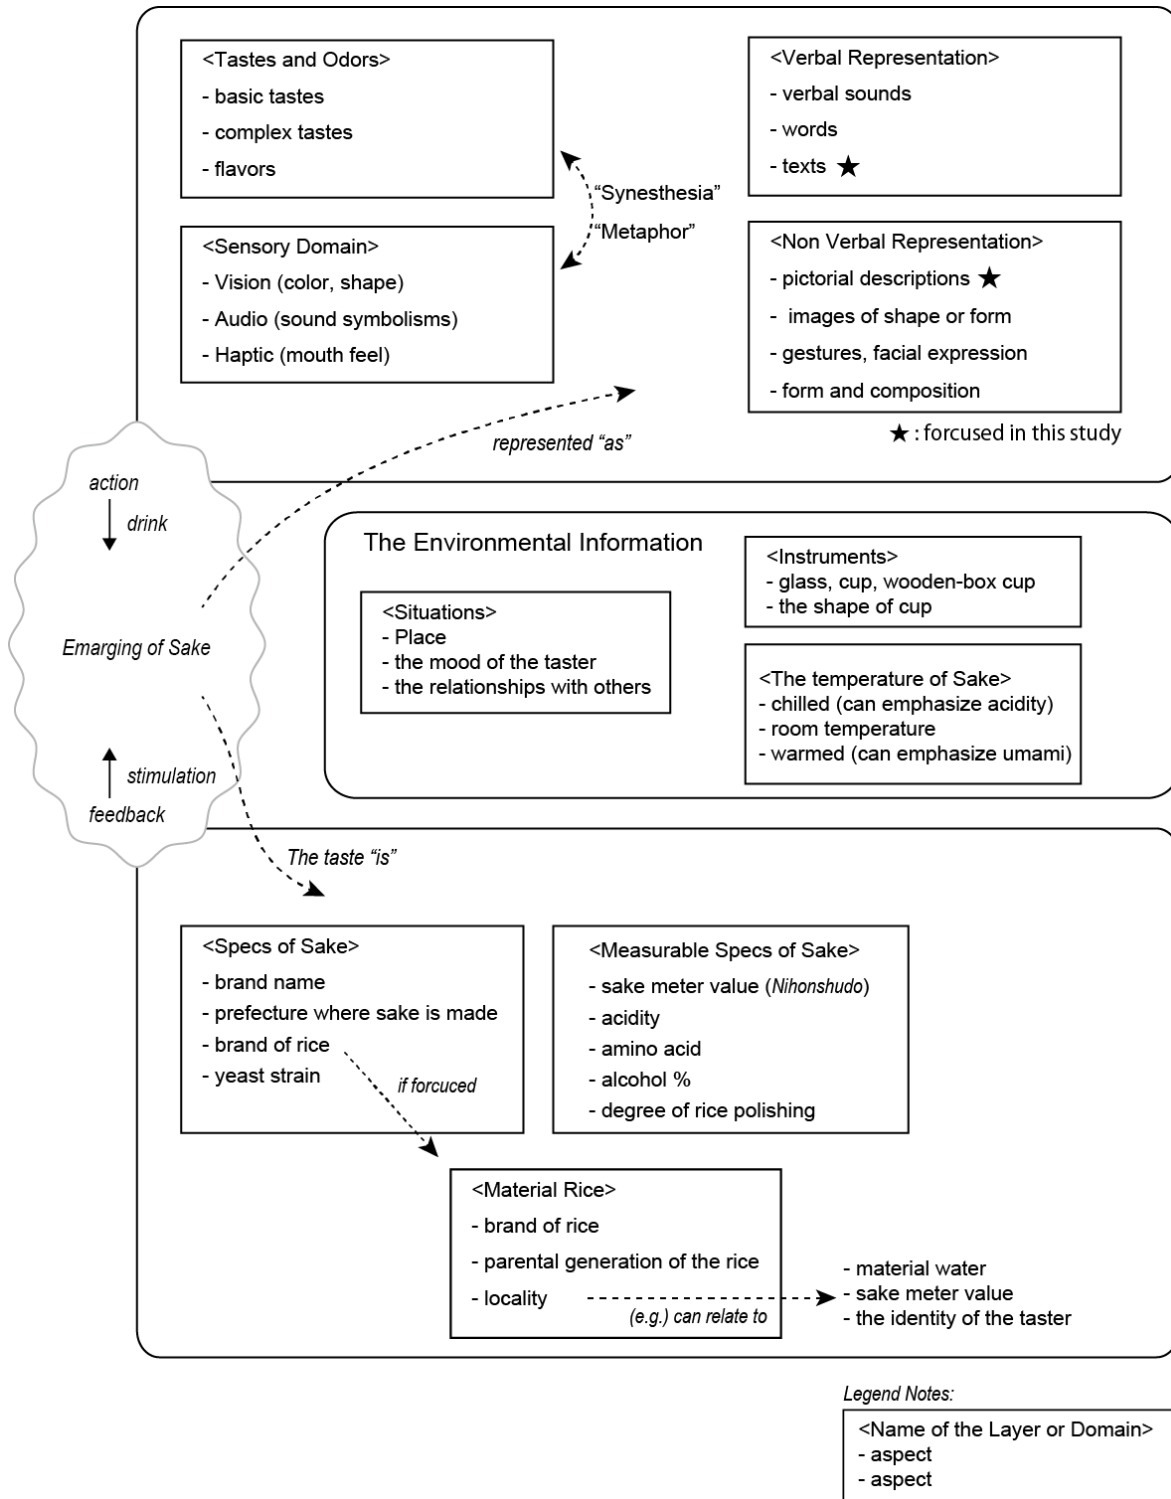 <Tastes and Odors>
- basic tastes
- complex tastes
- flavors
<Sensory Domain>
- Vision (color, shape)
- Audio (sound symbolisms)
- Haptic (mouth feel)
“Synesthesia”
“Metaphor”
<Verbal Representation>
- verbal sounds
- words
- texts ★
<Non Verbal Representation>
- pictorial descriptions ★
- images of shape or form
- gestures, facial expression
- form and composition
★ : forcused in this study
represented “as”
action
drink
Emarging of Sake
stimulation
feedback
The Environmental Information
<Situations>
- Place
- the mood of the taster
- the relationships with others
<Instruments>
- glass, cup, wooden-box cup
- the shape of cup
<The temperature of Sake>
- chilled (can emphasize acidity)
- room temperature
- warmed (can emphasize umami)
The taste “is”
<Specs of Sake>
- brand name
- prefecture where sake is made
- brand of rice
- yeast strain
if forcuced
<Measurable Specs of Sake>
- sake meter value (Nihonshudo)
- acidity
- amino acid
- alcohol %
- degree of rice polishing
<Material Rice>
- brand of rice
- parental generation of the rice
- locality
(e.g.) can relate to
- material water
- sake meter value
- the identity of the taster
Legend Notes:
<Name of the Layer or Domain>
- aspect
- aspect